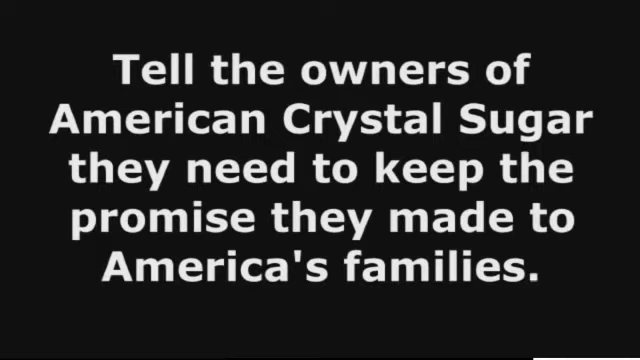 Tell the owners of
American Crystal Sugar
they need to keep the
promise they made to
America's families.